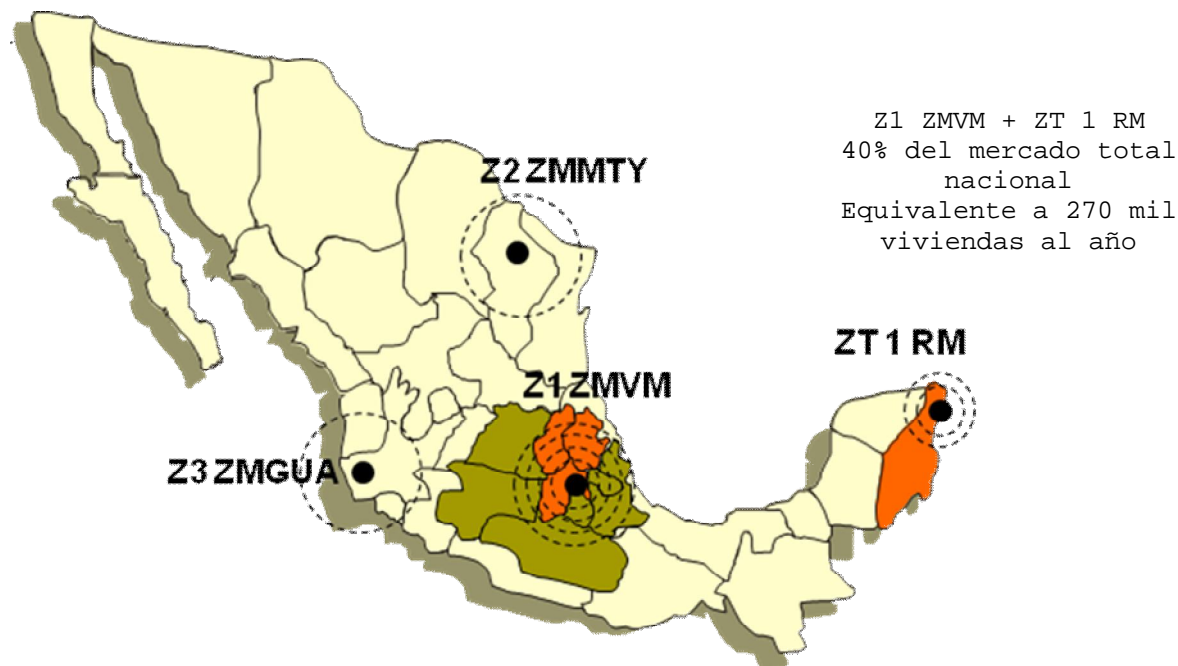 Z1 ZMVM + ZT 1 RM
40% del mercado total
nacional
Equivalente a 270 mil
viviendas al año
Z2 ZMMTY
ZT 1 RM
Z1 ZMVM
Z3 ZMGUA